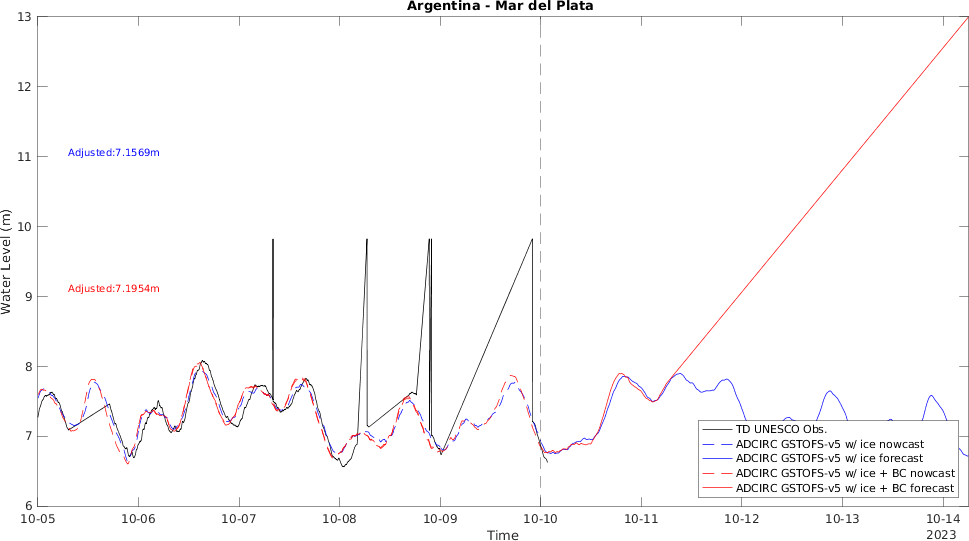 Argentina - Mar del Plata
13
12
11
10
9
8
7
6
Water Level (m)
Adjusted:7.1569m
Adjusted:7.1954m
TD UNESCO Obs.
ADCIRC GSTOFS-v5 w/ ice nowcast
ADCIRC GSTOFS-v5 w/ ice forecast
ADCIRC GSTOFS-v5 w/ ice + BC nowcast
ADCIRC GSTOFS-v5 w/ ice + BC forecast
10-05 10-06 10-07 10-08 10-09 10-10 10-11 10-12 10-13 10-14
Time
2023